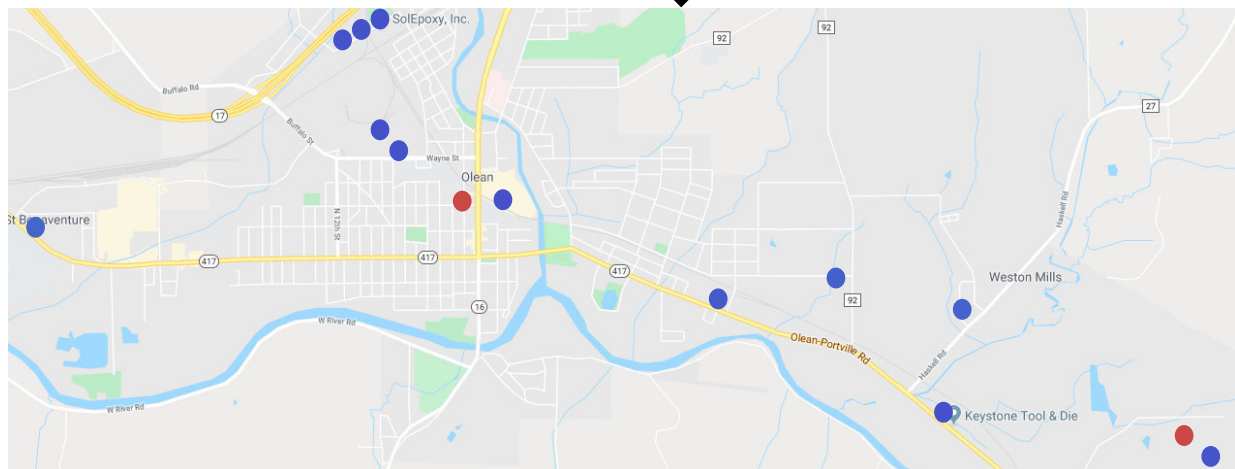 SolEpoxy, Inc.
92
92
Buffalo Rd
27
17
Buffalo St
Wayne St
Olean
Haskell Rd
St Bonaventure
N 12th St
417
417
417
Weston Mills
92
16
W River Rd
Olean Portville Rd
Haskell Rd
W River Rd
Keystone Tool & Die